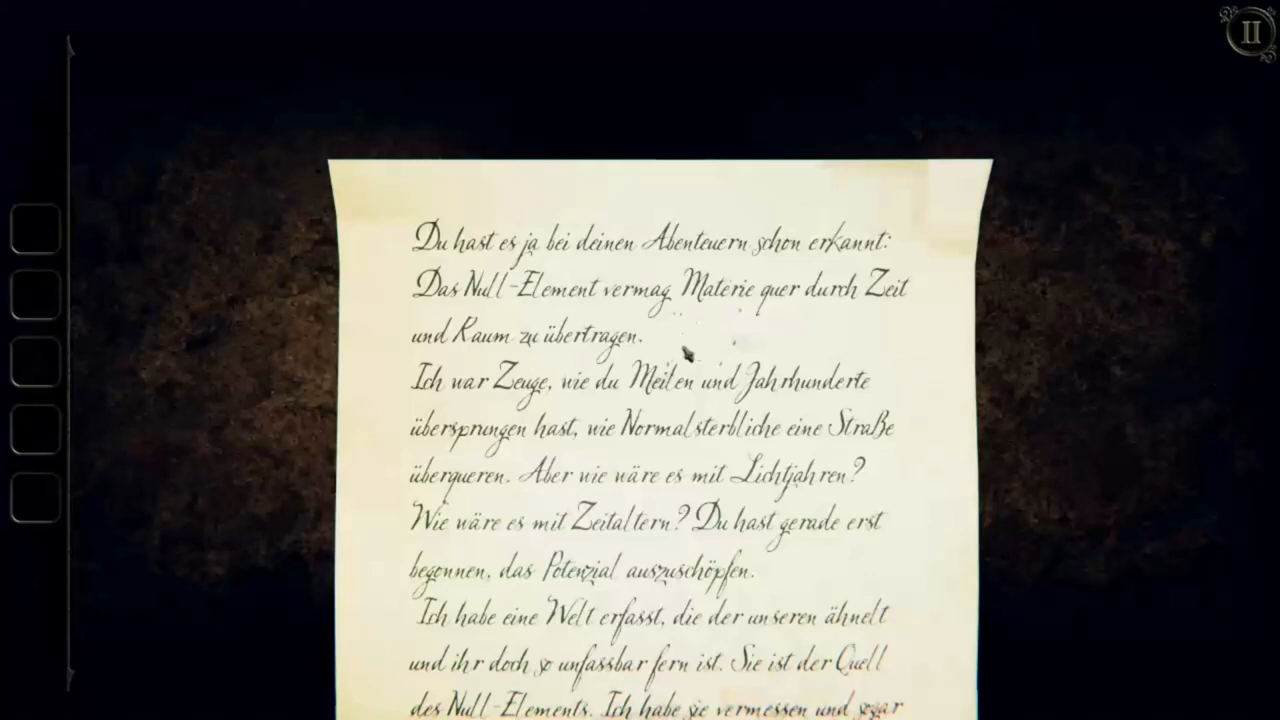 Du hast es ja bei deinen Abenteuern schon erkannt:
Das Null-Element vermag Materie quer durch Zeit
und Raum zu übertragen.
Ich war Zeuge, wie du Meilen und Jahrhunderte
übersprungen hast, wie Normalsterbliche eine Straße
überqueren. Aber wie wäre es mit Lichtjahren?
Wie wäre es mit Zeitaltern? Du hast gerade erst
begonnen, das Potenzial auszuschöpfen.
Ich habe eine Welt erfasst, die der unseren ähnelt
und ihr doch so unfassbar fern ist. Sie ist der Quell
des Null-Elements. Ich habe sie vermessen und sogar